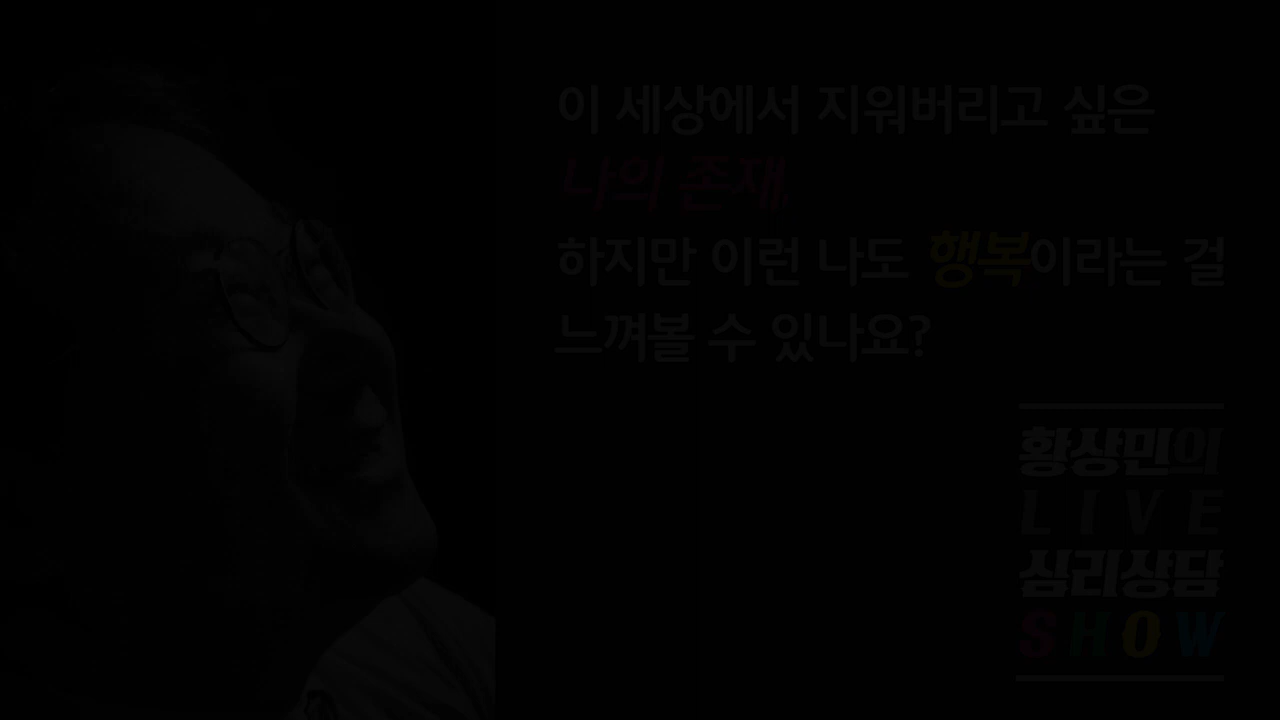 이 세상에서 지워버리고 싶은
나의 존재,
하지만 이런 나도 행복이라는 걸
느껴볼 수 있나요?
황상민의
LIVE
심리상담
SHOW